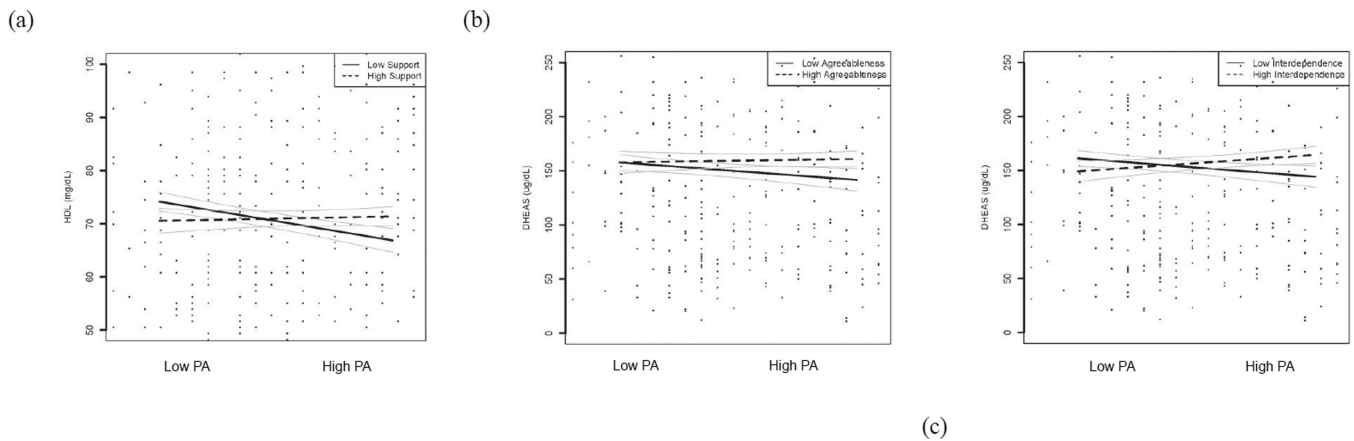 (a)
HDL (mg/dL)
100
90
80
70
60
50
Low Support
High Support
Low PA
High PA
(b)
DHEAS (ug/dL)
250
200
150
100
50
0
Low Agreeableness
High Agreeableness
Low PA
High PA
DHEAS (ug/dL)
250
200
150
100
50
0
Low Interdependence
High Interdependence
Low PA
High PA
(c)